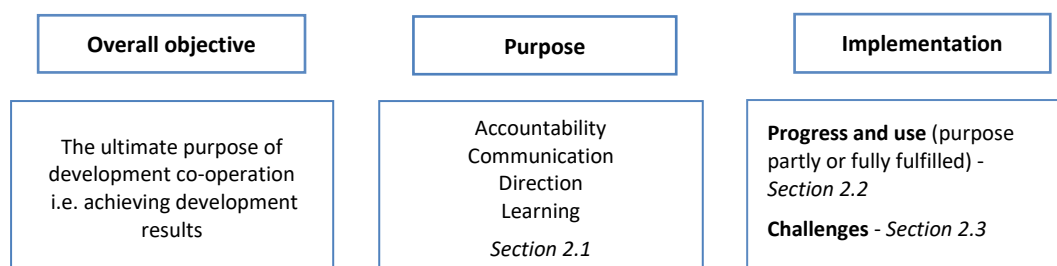 Overall objective
Purpose
Implementation
The ultimate purpose of
development co-operation
i.e. achieving development
results
Accountability
Communication
Direction
Learning
Section 2.1
Progress and use (purpose
partly or fully fulfilled) -
Section 2.2
Challenges - Section 2.3